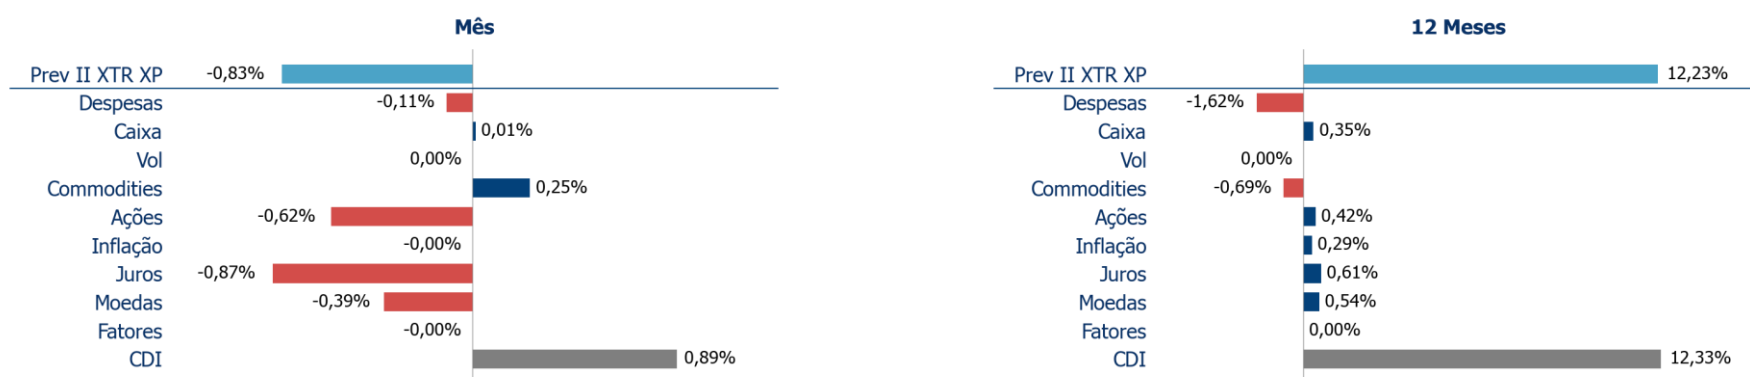 Mês
Prev II XTR XP -0,83%
Despesas -0,11%
Caixa 0,01%
Vol 0,00%
Commodities 0,25%
Ações -0,62%
Inflação -0,00%
Juros -0,87%
Moedas -0,39%
Fatores -0,00%
CDI 0,89%
12 Meses
Prev II XTR XP 12,23%
Despesas -1,62%
Caixa 0,35%
Vol 0,00%
Commodities -0,69%
Ações 0,42%
Inflação 0,29%
Juros 0,61%
Moedas 0,54%
Fatores 0,00%
CDI 12,33%